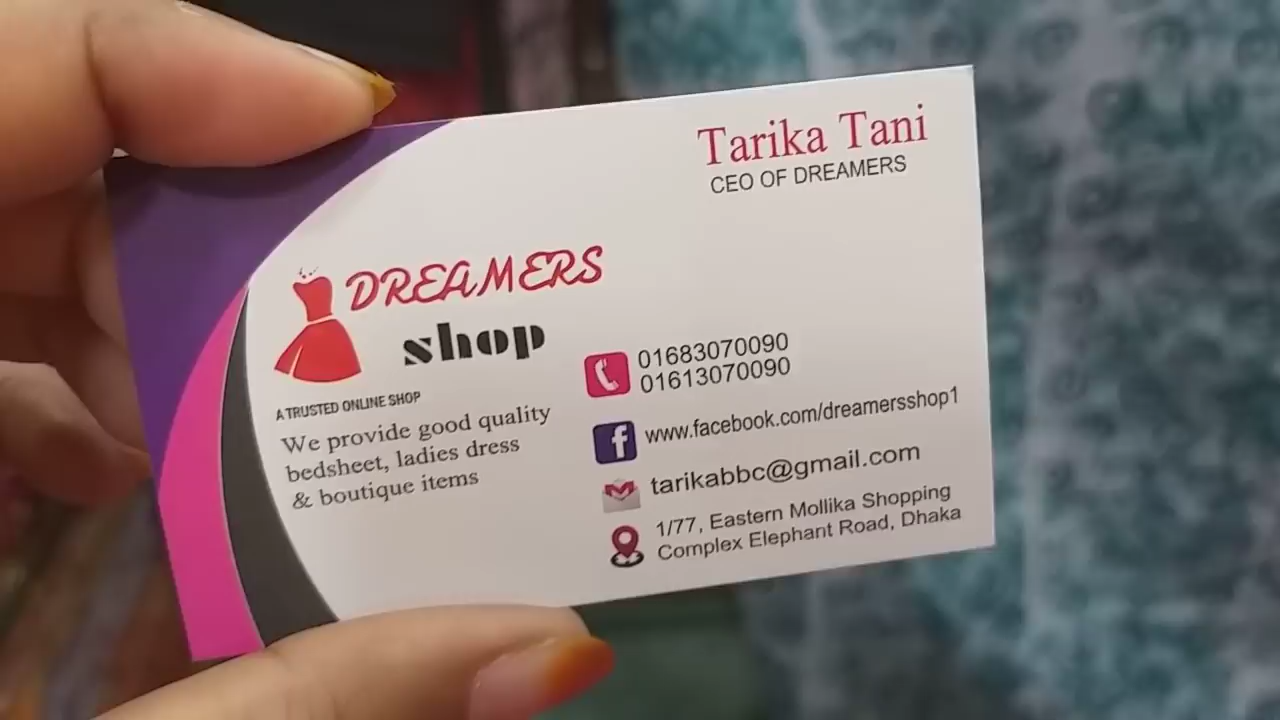 Tarika Tani
CEO OF DREAMERS
DREAMERS
shop
A TRUSTED ONLINE SHOP
We provide good quality
bedsheet, ladies dress
& boutique items
01683070090
01613070090
www.facebook.com/dreamersshop1
tarikabbc@gmail.com
1/77, Eastern Mollika Shopping
Complex Elephant Road, Dhaka